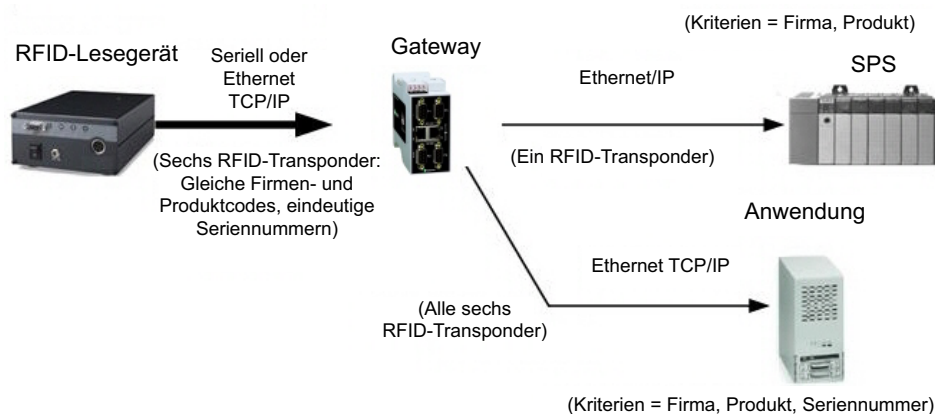 RFID-Lesegerät
Seriell oder
Ethernet
TCP/IP
(Sechs RFID-Transponder:
Gleiche Firmen- und
Produktcodes, eindeutige
Seriennummern)
Gateway
(Kriterien = Firma, Produkt)
SPS
Ethernet/IP
(Ein RFID-Transponder)
Anwendung
Ethernet TCP/IP
(Alle sechs
RFID-Transponder)
(Kriterien = Firma, Produkt, Seriennummer)